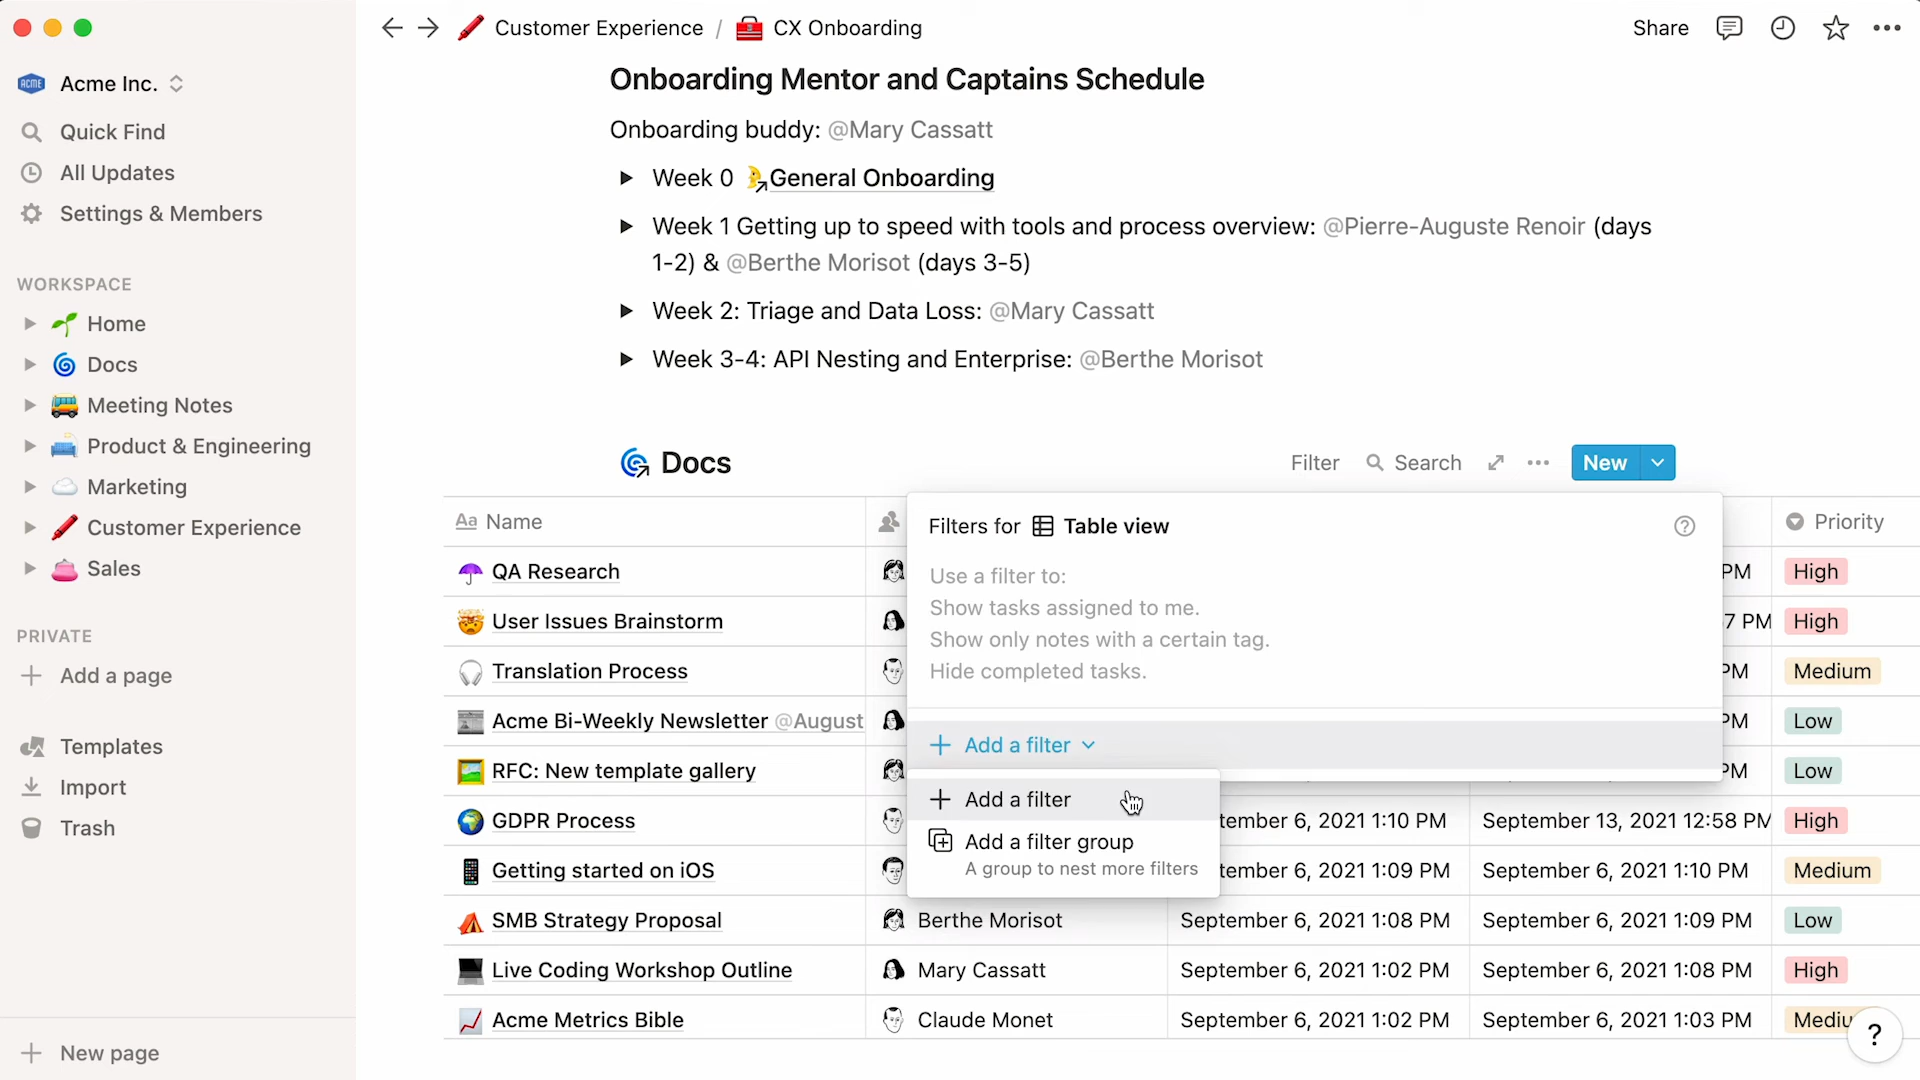 Customer Experience / CX Onboarding
Share
ACME Acme Inc.
Quick Find
All Updates
Settings & Members
WORKSPACE
Home
Docs
Meeting Notes
Product & Engineering
Marketing
Customer Experience
Sales
PRIVATE
Add a page
Templates
Import
Trash
New page
Onboarding Mentor and Captains Schedule
Onboarding buddy: @Mary Cassatt
Week 0 General Onboarding
Week 1 Getting up to speed with tools and process overview: @Pierre-Auguste Renoir (days
1-2) & @Berthe Morisot (days 3-5)
Week 2: Triage and Data Loss: @Mary Cassatt
Week 3-4: API Nesting and Enterprise: @Berthe Morisot
Docs
Filter Search ••• New
Aa Name Priority
Filters for Table view ?
Use a filter to:
Show tasks assigned to me.
Show only notes with a certain tag.
Hide completed tasks.
+ Add a filter
+ Add a filter
Add a filter group
A group to nest more filters
QA Research PM High
User Issues Brainstorm 7 PM High
Translation Process PM Medium
Acme Bi-Weekly Newsletter @August PM Low
RFC: New template gallery PM Low
GDPR Process tember 6, 2021 1:10 PM September 13, 2021 12:58 PM High
Getting started on iOS tember 6, 2021 1:09 PM September 6, 2021 1:10 PM Medium
SMB Strategy Proposal Berthe Morisot September 6, 2021 1:08 PM September 6, 2021 1:09 PM Low
Live Coding Workshop Outline Mary Cassatt September 6, 2021 1:02 PM September 6, 2021 1:08 PM High
Acme Metrics Bible Claude Monet September 6, 2021 1:02 PM September 6, 2021 1:03 PM Mediu
?